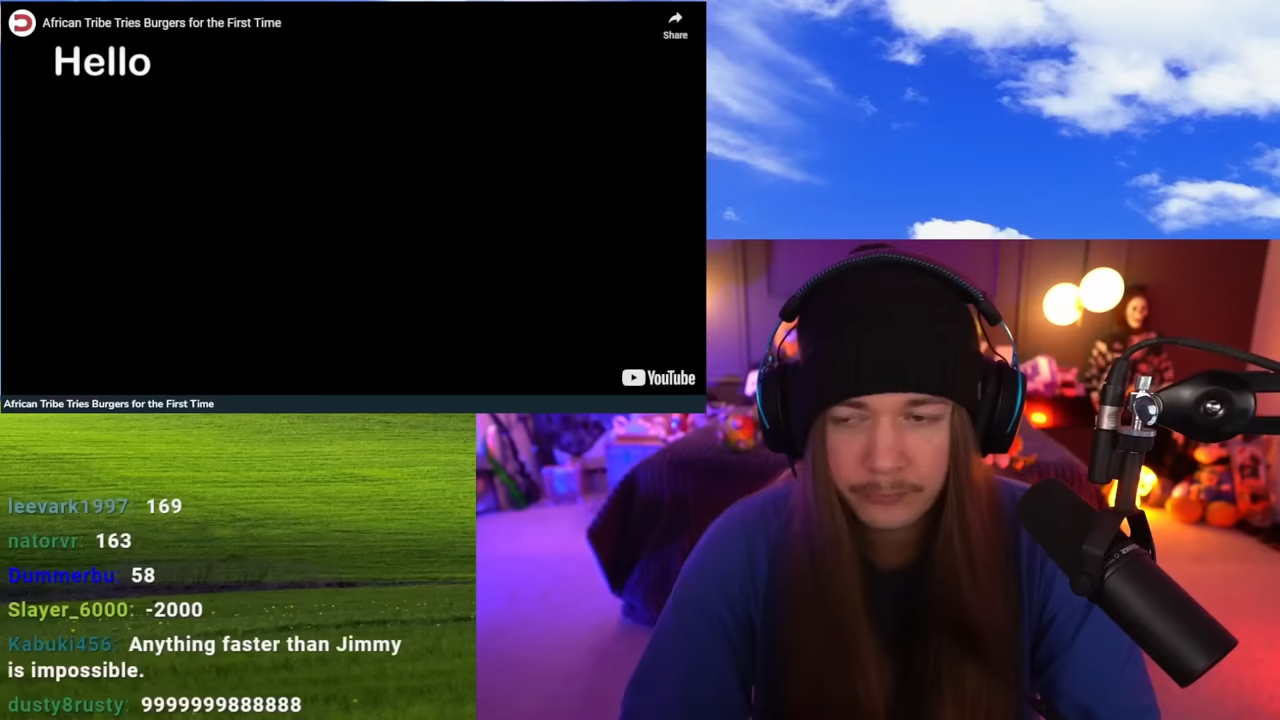 African Tribe Tries Burgers for the First Time
Share
Hello
YouTube
African Tribe Tries Burgers for the First Time
leevark1997: 169
natorvr: 163
Dummerbu: 58
Slayer_6000: -2000
Kabuki456: Anything faster than Jimmy
is impossible.
dusty8rusty: 9999999888888